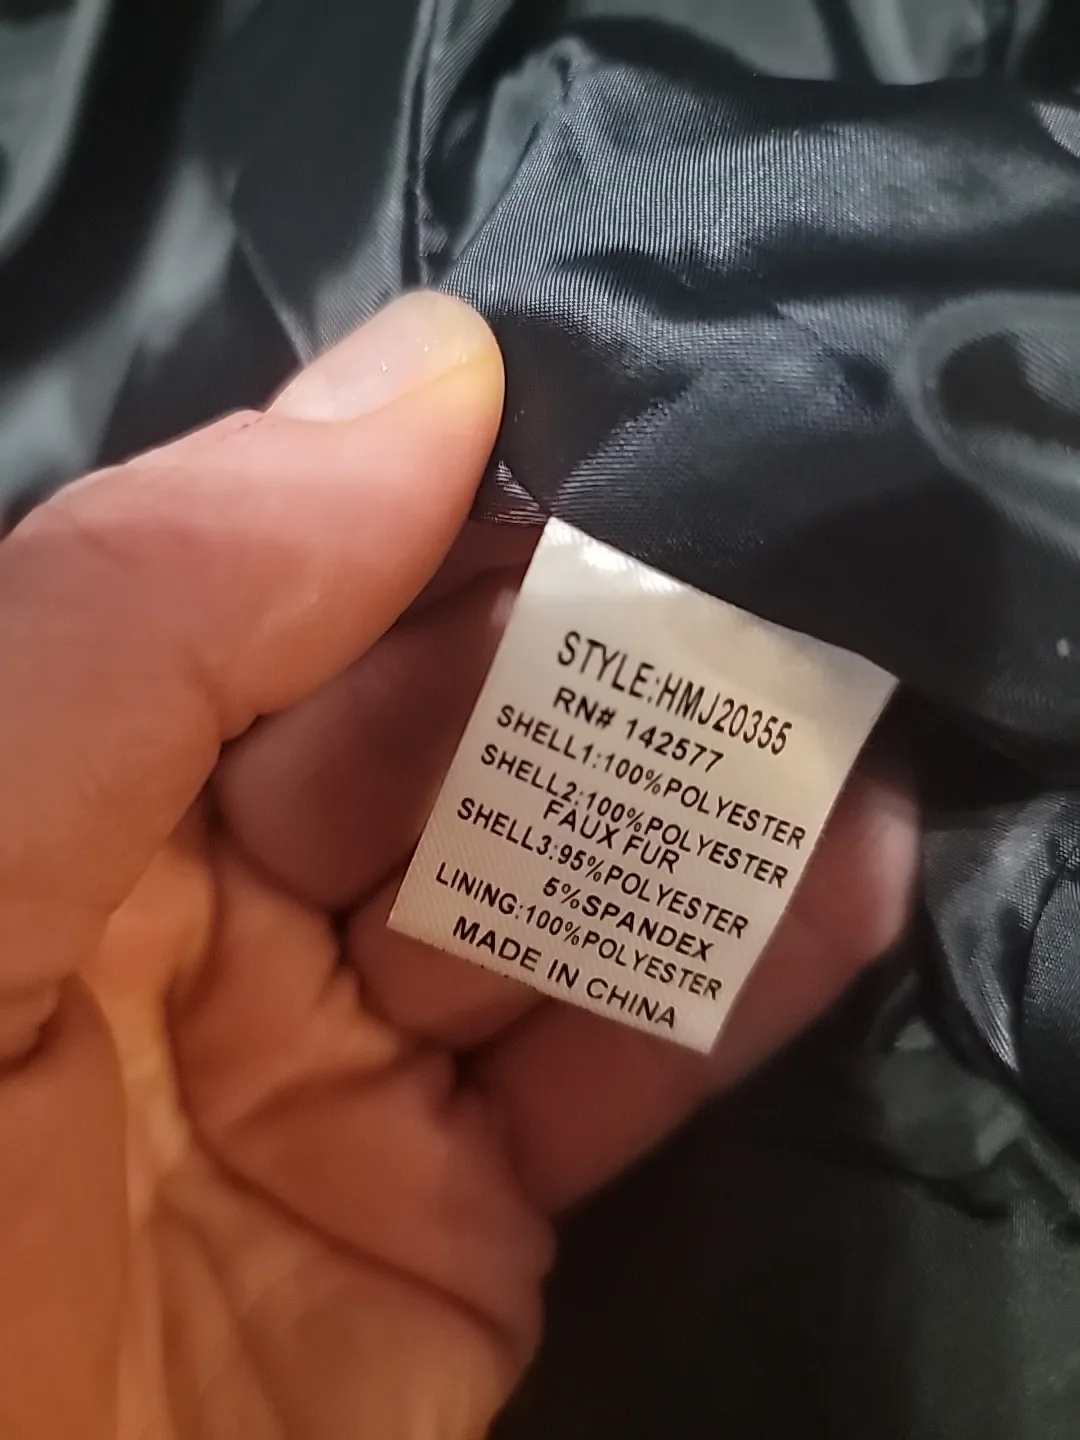 STYLE:HMJ20355
RN# 142577
SHELL1:100%POLYESTER
SHELL2:100%POLYESTER
FAUX FUR
SHELL3:95%POLYESTER
5%SPANDEX
LINING:100%POLYESTER
MADE IN CHINA